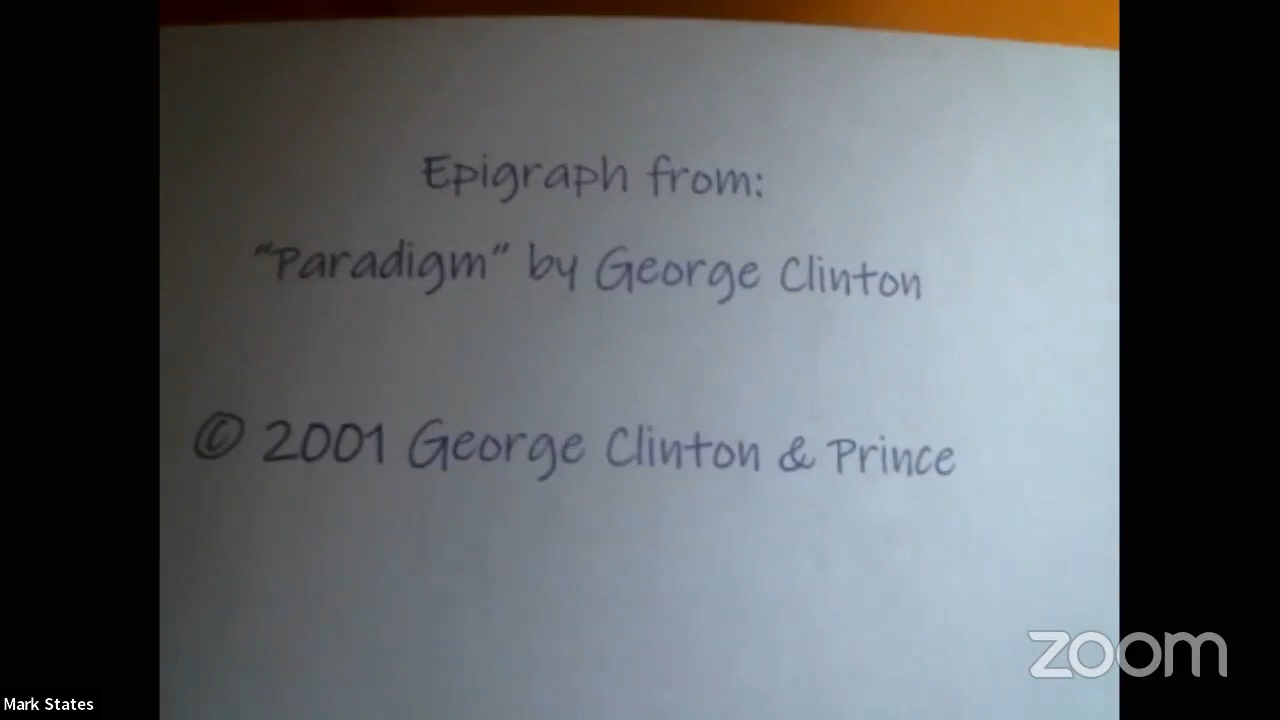 Epigraph from:
"Paradigm" by George Clinton
© 2001 George Clinton & Prince
zoom
Mark States